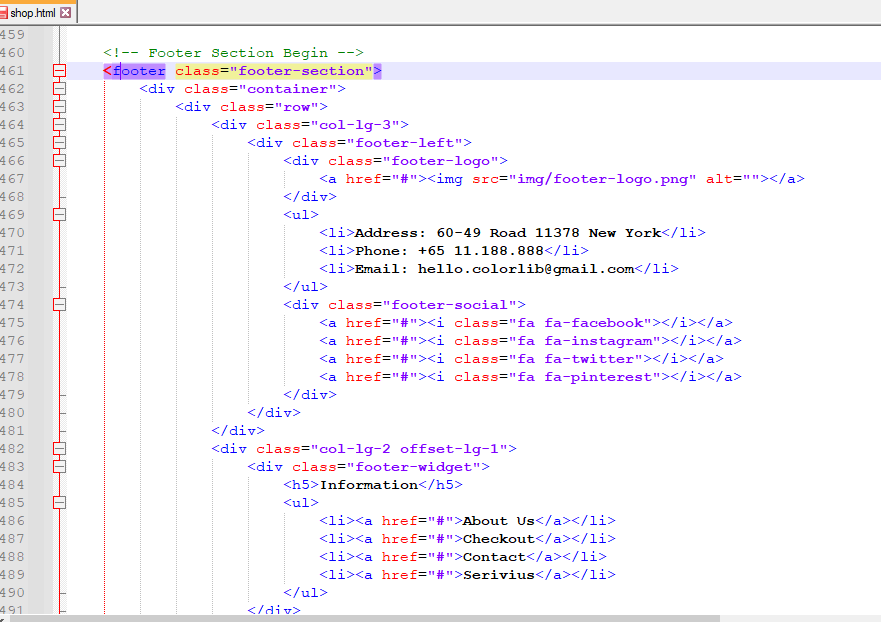 shop.html
459
460 <!-- Footer Section Begin -->
461 <footer class="footer-section">
462 <div class="container">
463 <div class="row">
464 <div class="col-lg-3">
465 <div class="footer-left">
466 <div class="footer-logo">
467 <a href="#"><img src="img/footer-logo.png" alt=""></a>
468 </div>
469 <ul>
470 <li>Address: 60-49 Road 11378 New York</li>
471 <li>Phone: +65 11.188.888</li>
472 <li>Email: hello.colorlib@gmail.com</li>
473 </ul>
474 <div class="footer-social">
475 <a href="#"><i class="fa fa-facebook"></i></a>
476 <a href="#"><i class="fa fa-instagram"></i></a>
477 <a href="#"><i class="fa fa-twitter"></i></a>
478 <a href="#"><i class="fa fa-pinterest"></i></a>
479 </div>
480 </div>
481 </div>
482 <div class="col-lg-2 offset-lg-1">
483 <div class="footer-widget">
484 <h5>Information</h5>
485 <ul>
486 <li><a href="#">About Us</a></li>
487 <li><a href="#">Checkout</a></li>
488 <li><a href="#">Contact</a></li>
489 <li><a href="#">Serivius</a></li>
490 </ul>
491 </div>